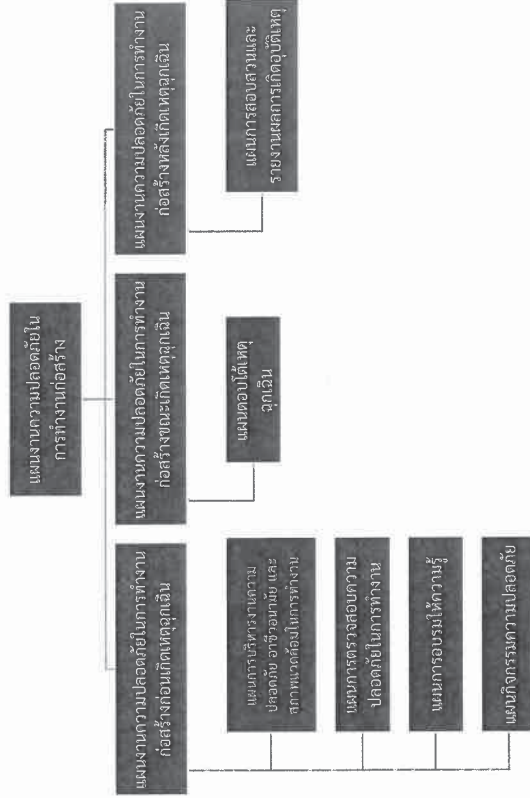 แผนงานความปลอดภัยใน
การทำงานก่อสร้าง
แผนงานความปลอดภัยในการทำงาน
ก่อสร้างก่อนเกิดเหตุฉุกเฉิน
แผนการบริหารงานความ
ปลอดภัย อาชีวอนามัย และ
สภาพแวดล้อมในการทำงาน
แผนการตรวจสอบความ
ปลอดภัยในการทำงาน
แผนการอบรมให้ความรู้
แผนกิจกรรมความปลอดภัย
แผนงานความปลอดภัยในการทำงาน
ก่อสร้างขณะเกิดเหตุฉุกเฉิน
แผนตอบโต้เหตุ
ฉุกเฉิน
แผนงานความปลอดภัยในการทำงาน
ก่อสร้างหลังเกิดเหตุฉุกเฉิน
แผนการสอบสวนและ
รายงานผลการเกิดอุบัติเหตุ